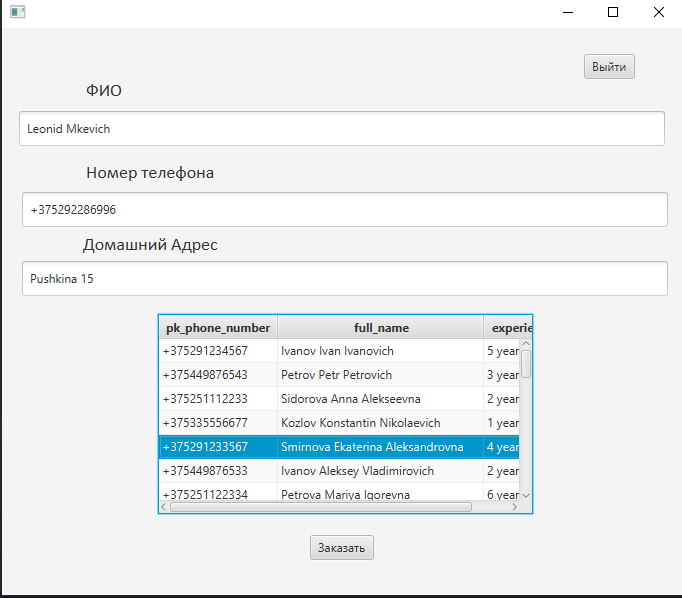 Выйти
ФИО
Leonid Mkevich
Номер телефона
+375292286996
Домашний Адрес
Pushkina 15
pk_phone_number full_name experie
+375291234567 Ivanov Ivan Ivanovich 5 year
+375449876543 Petrov Petr Petrovich 3 year
+375251112233 Sidorova Anna Alekseevna 2 year
+375335556677 Kozlov Konstantin Nikolaevich 1 year
+375291233567 Smirnova Ekaterina Aleksandrovna 4 year
+375449876533 Ivanov Aleksey Vladimirovich 2 year
+375251122334 Petrova Mariya Igorevna 6 year
Заказать